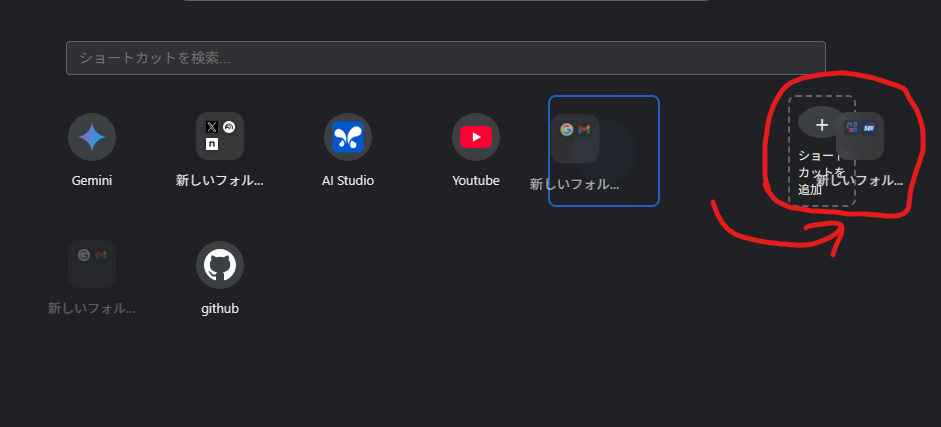 ショートカットを検索...
Gemini
新しいフォル...
AI Studio
Youtube
新しいフォル...
ショート
カットを
追加
新しいフォル...
SBI
新しいフォル...
github